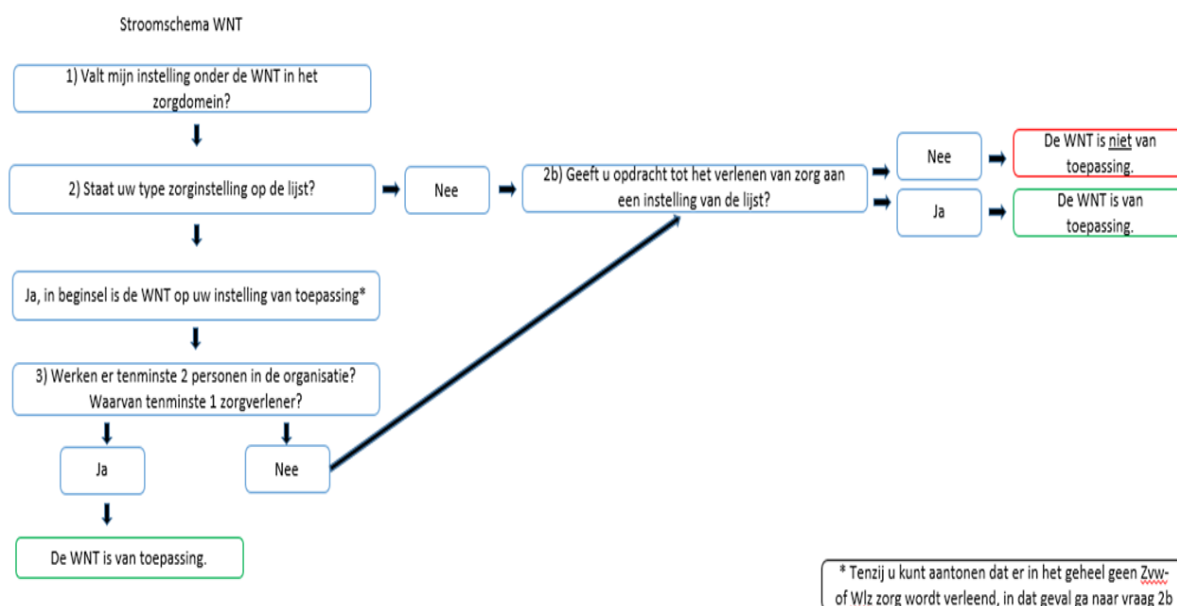 Stroomschema WNT
1) Valt mijn instelling onder de WNT in het
zorgdomein?
2) Staat uw type zorginstelling op de lijst?
Nee
2b) Geeft u opdracht tot het verlenen van zorg aan
een instelling van de lijst?
Nee
De WNT is niet van
toepassing.
Ja
De WNT is van
toepassing.
Ja, in beginsel is de WNT op uw instelling van toepassing*
3) Werken er tenminste 2 personen in de organisatie?
Waarvan tenminste 1 zorgverlener?
Ja
Nee
De WNT is van toepassing.
* Tenzij u kunt aantonen dat er in het geheel geen Zvw-
of Wlz zorg wordt verleend, in dat geval ga naar vraag 2b